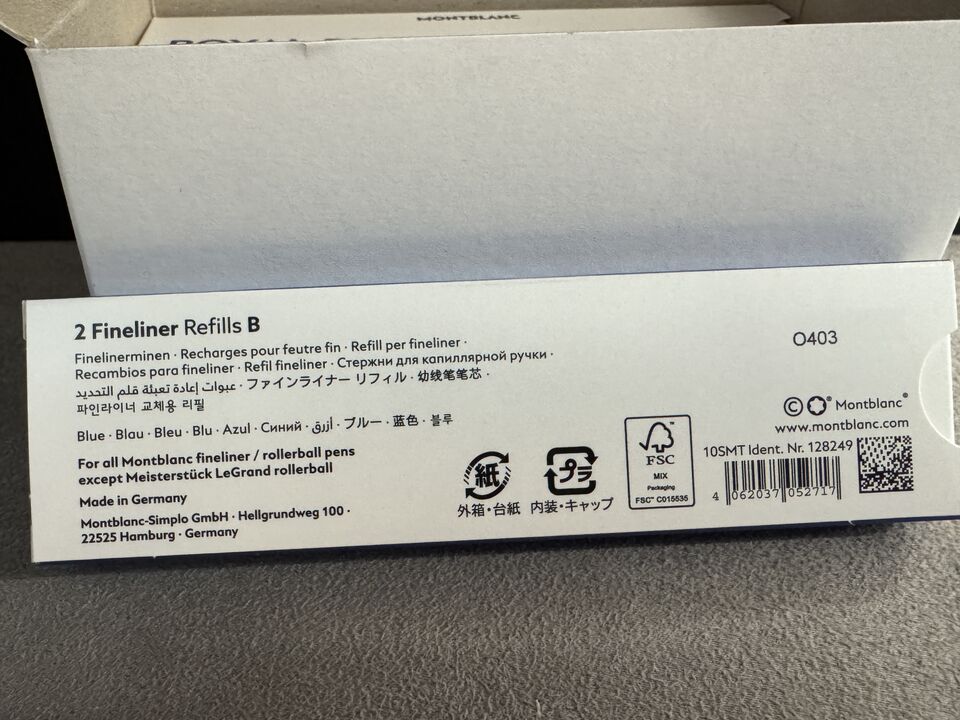 MONTBLANC
2 Fineliner Refills B
Finelinerminen · Recharges pour feutre fin · Refill per fineliner ·
Recambios para fineliner · Refil fineliner · Стержни для капиллярной ручки ·
عبوات إعادة تعبئة قلم التحديد · ファインライナー リフィル · 幼线笔笔芯 ·
파인라이너 교체용 리필
Blue · Blau · Bleu · Blu · Azul · Синий · أزرق · ブルー · 蓝色 · 블루
For all Montblanc fineliner / rollerball pens
except Meisterstück LeGrand rollerball
Made in Germany
Montblanc-Simplo GmbH · Hellgrundweg 100 ·
22525 Hamburg · Germany
紙
外箱・台紙
プラ
内装・キャップ
FSC
MIX
Packaging
FSC™ C015535
O403
© Montblanc®
www.montblanc.com
10SMT Ident. Nr. 128249
4 062037 052717